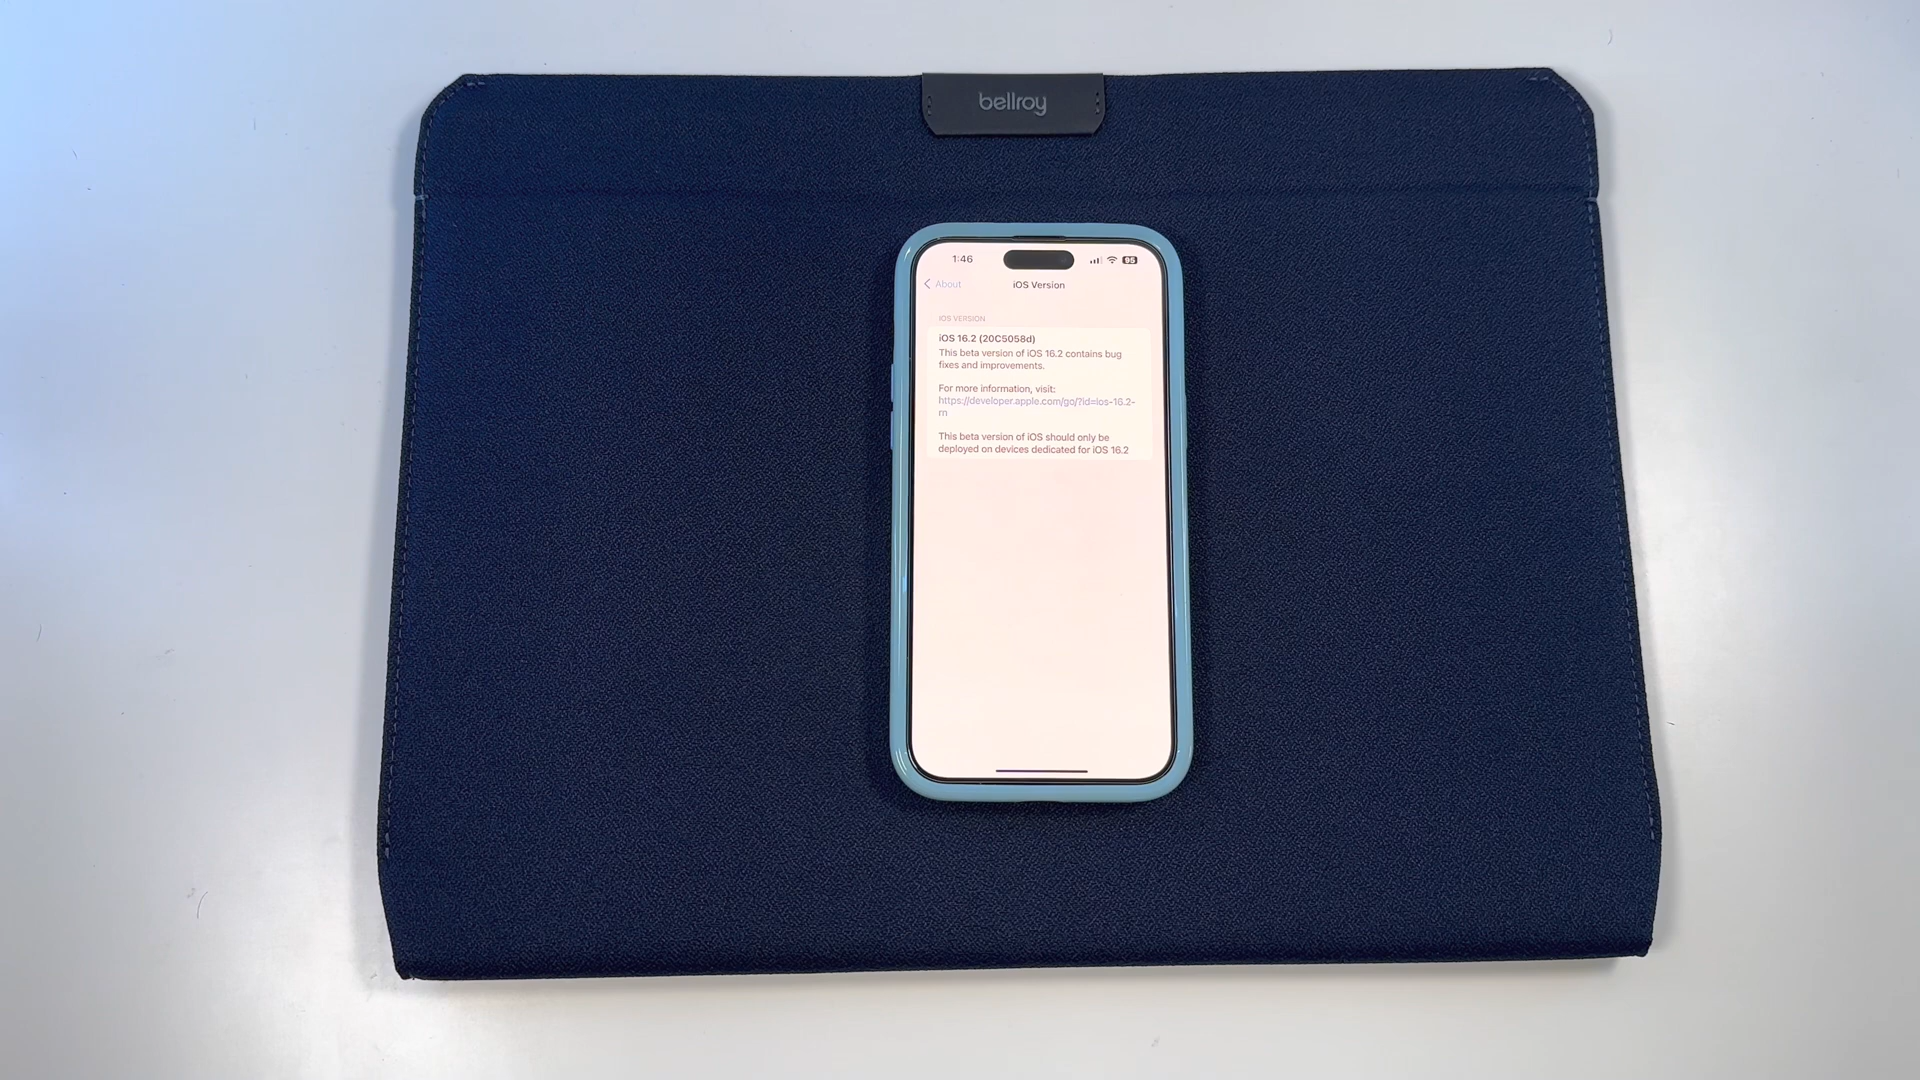 bellroy
1:46
95
About
iOS Version
IOS VERSION
iOS 16.2 (20C5058d)
This beta version of iOS 16.2 contains bug
fixes and improvements.
For more information, visit:
https://developer.apple.com/go/?id=ios-16.2-
rn
This beta version of iOS should only be
deployed on devices dedicated for iOS 16.2